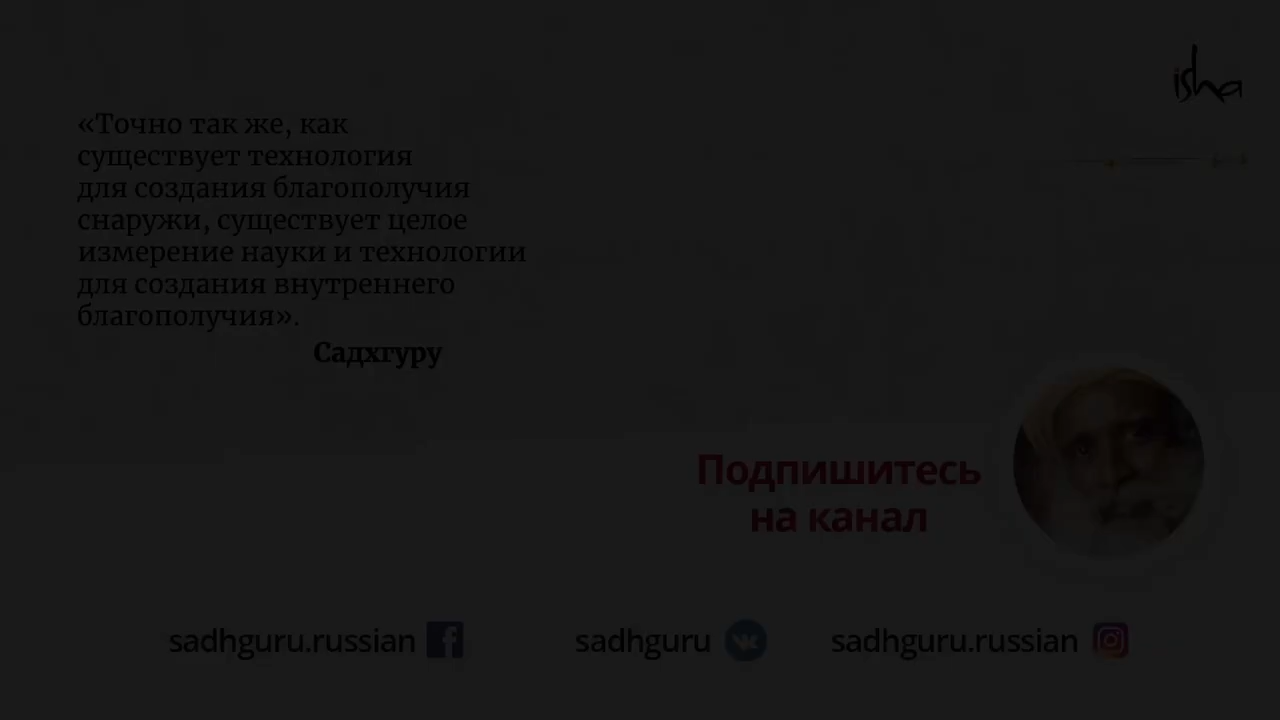 isha
«Точно так же, как
существует технология
для создания благополучия
снаружи, существует целое
измерение науки и технологии
для создания внутреннего
благополучия».
Садхгуру
Подпишитесь
на канал
sadhguru.russian
sadhguru
sadhguru.russian